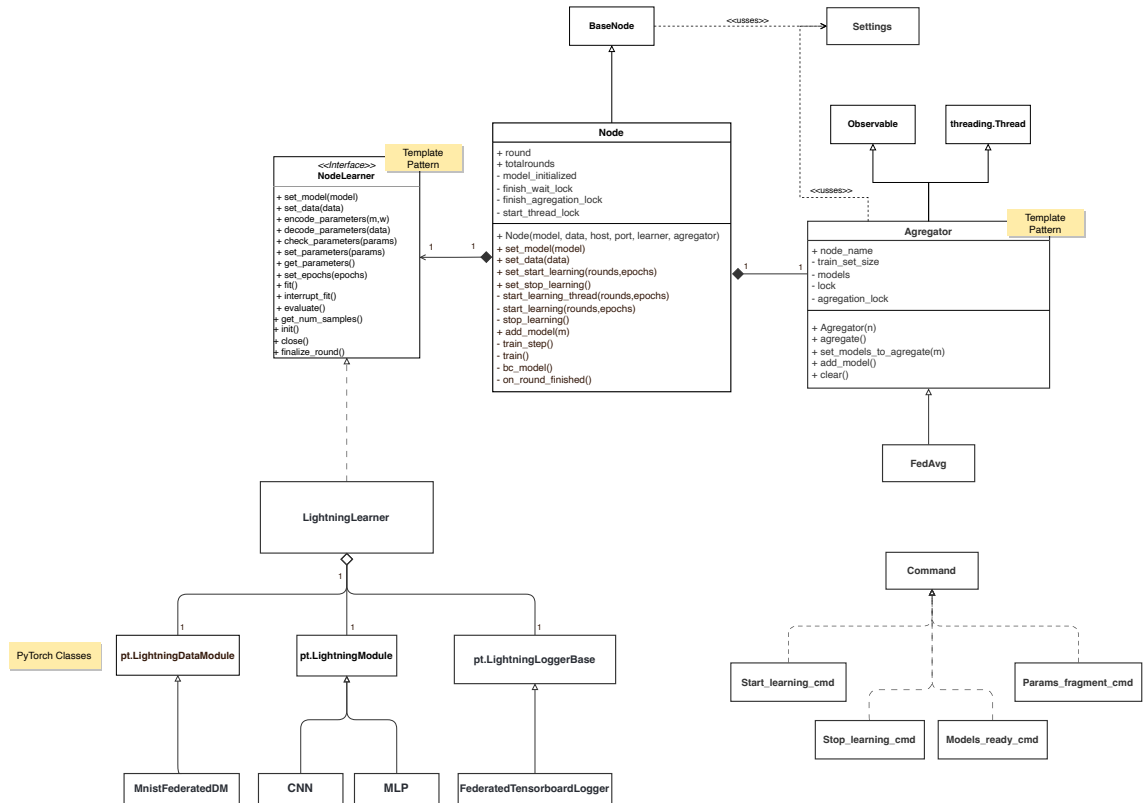 BaseNode
<<usses>>
Settings
Observable
threading.Thread
<<usses>>
Node
+ round
+ totalrounds
- model_initialized
- finish_wait_lock
- finish_agregation_lock
- start_thread_lock
+ Node(model, data, host, port, learner, agregator)
+ set_model(model)
+ set_data(data)
+ set_start_learning(rounds,epochs)
+ set_stop_learning()
- start_learning_thread(rounds,epochs)
- start_learning(rounds,epochs)
- stop_learning()
+ add_model(m)
- train_step()
- train()
- bc_model()
- on_round_finished()
Template
Pattern
<<Interface>>
NodeLearner
+ set_model(model)
+ set_data(data)
+ encode_parameters(m,w)
+ decode_parameters(data)
+ check_parameters(params)
+ set_parameters(params)
+ get_parameters()
+ set_epochs(epochs)
+ fit()
+ interrupt_fit()
+ evaluate()
+ get_num_samples()
+ init()
+ close()
+ finalize_round()
1
1
1
1
Template
Pattern
Agregator
+ node_name
- train_set_size
- models
- lock
- agregation_lock
+ Agregator(n)
+ agregate()
+ set_models_to_agregate(m)
+ add_model()
+ clear()
FedAvg
LightningLearner
1
1
1
1
PyTorch Classes
pt.LightningDataModule
pt.LightningModule
pt.LightningLoggerBase
MnistFederatedDM
CNN
MLP
FederatedTensorboardLogger
Command
Start_learning_cmd
Params_fragment_cmd
Stop_learning_cmd
Models_ready_cmd